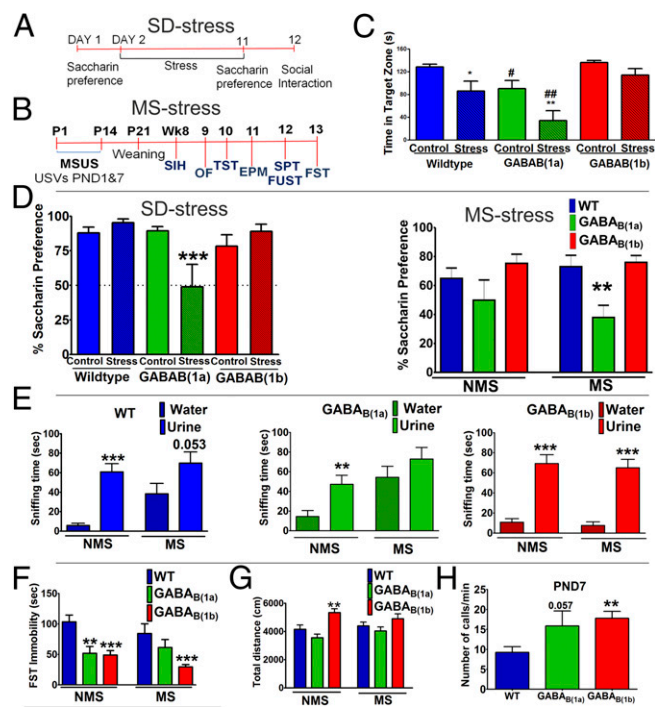 A
SD-stress
DAY 1
DAY 2
11
12
Saccharin
preference
Stress
Saccharin
preference
Social
Interaction
B
MS-stress
P1
P14
P21
Wk8
9
10
11
12
13
Weaning
MSUS
USVs PND1&7
SIH
OF
TST
EPM
SPT
FUST
FST
C
Time in Target Zone (s)
160
120
80
40
0
*
#
##
**
Control Stress
Control Stress
Control Stress
Wildtype
GABAB(1a)
GABAB(1b)
D
SD-stress
% Saccharin Preference
100
75
50
25
0
***
Control Stress
Control Stress
Control Stress
Wildtype
GABAB(1a)
GABAB(1b)
MS-stress
WT
GABAB(1a)
GABAB(1b)
% Saccharin Preference
80
60
40
20
0
**
NMS
MS
E
WT
Water
Urine
Sniffing time (sec)
100
80
60
40
20
0
***
0.053
NMS
MS
GABAB(1a)
Water
Urine
Sniffing time (sec)
100
80
60
40
20
0
**
NMS
MS
GABAB(1b)
Water
Urine
Sniffing time (sec)
100
80
60
40
20
0
***
***
NMS
MS
F
WT
GABAB(1a)
GABAB(1b)
FST Immobility (sec)
150
100
50
0
**
***
***
NMS
MS
G
WT
GABAB(1a)
GABAB(1b)
Total distance (cm)
8000
6000
4000
2000
0
**
NMS
MS
H
PND7
Number of calls/min
25
20
15
10
5
0
0.057
**
WT
GABAB(1a)
GABAB(1b)